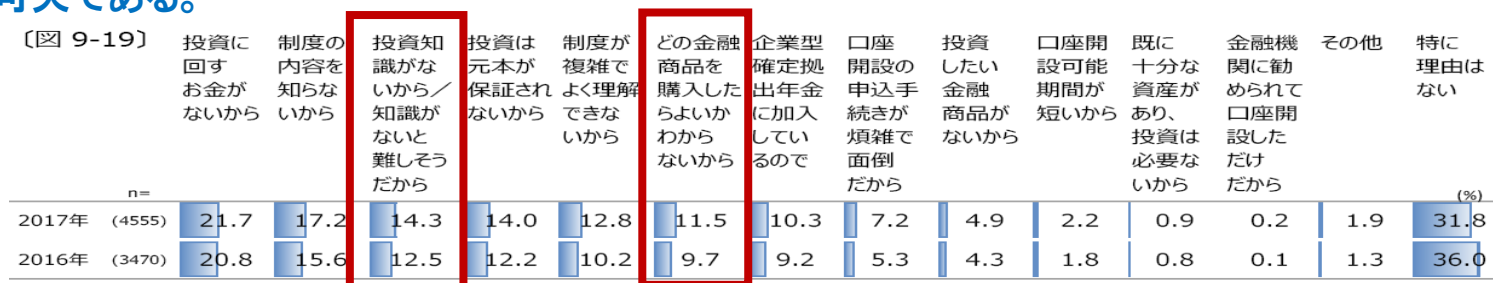 可欠である。
〔図 9-19〕
投資に
回す
お金が
ないから
制度の
内容を
知らな
いから
投資知
識がな
いから／
知識が
ないと
難しそう
だから
投資は
元本が
保証され
ないから
制度が
複雑で
よく理解
できな
いから
どの金融
商品を
購入した
らよいか
わから
ないから
企業型
確定拠
出年金
に加入
してい
るので
口座
開設の
申込手
続きが
煩雑で
面倒
だから
投資
したい
金融
商品が
ないから
口座開
設可能
期間が
短いから
既に
十分な
資産が
あり、
投資は
必要な
いから
金融機
関に勧
められて
口座開
設した
だけ
だから
その他
特に
理由は
ない
n=
(%)
2017年 (4555) 21.7 17.2 14.3 14.0 12.8 11.5 10.3 7.2 4.9 2.2 0.9 0.2 1.9 31.8
2016年 (3470) 20.8 15.6 12.5 12.2 10.2 9.7 9.2 5.3 4.3 1.8 0.8 0.1 1.3 36.0